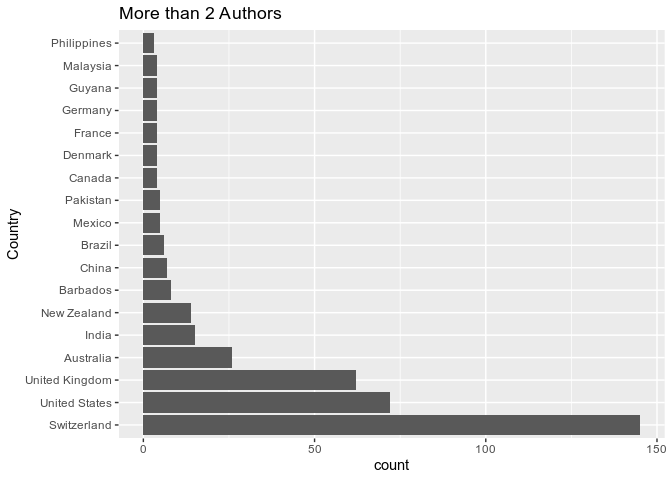 More than 2 Authors
Country
Philippines
Malaysia
Guyana
Germany
France
Denmark
Canada
Pakistan
Mexico
Brazil
China
Barbados
New Zealand
India
Australia
United Kingdom
United States
Switzerland
0 50 100 150
count